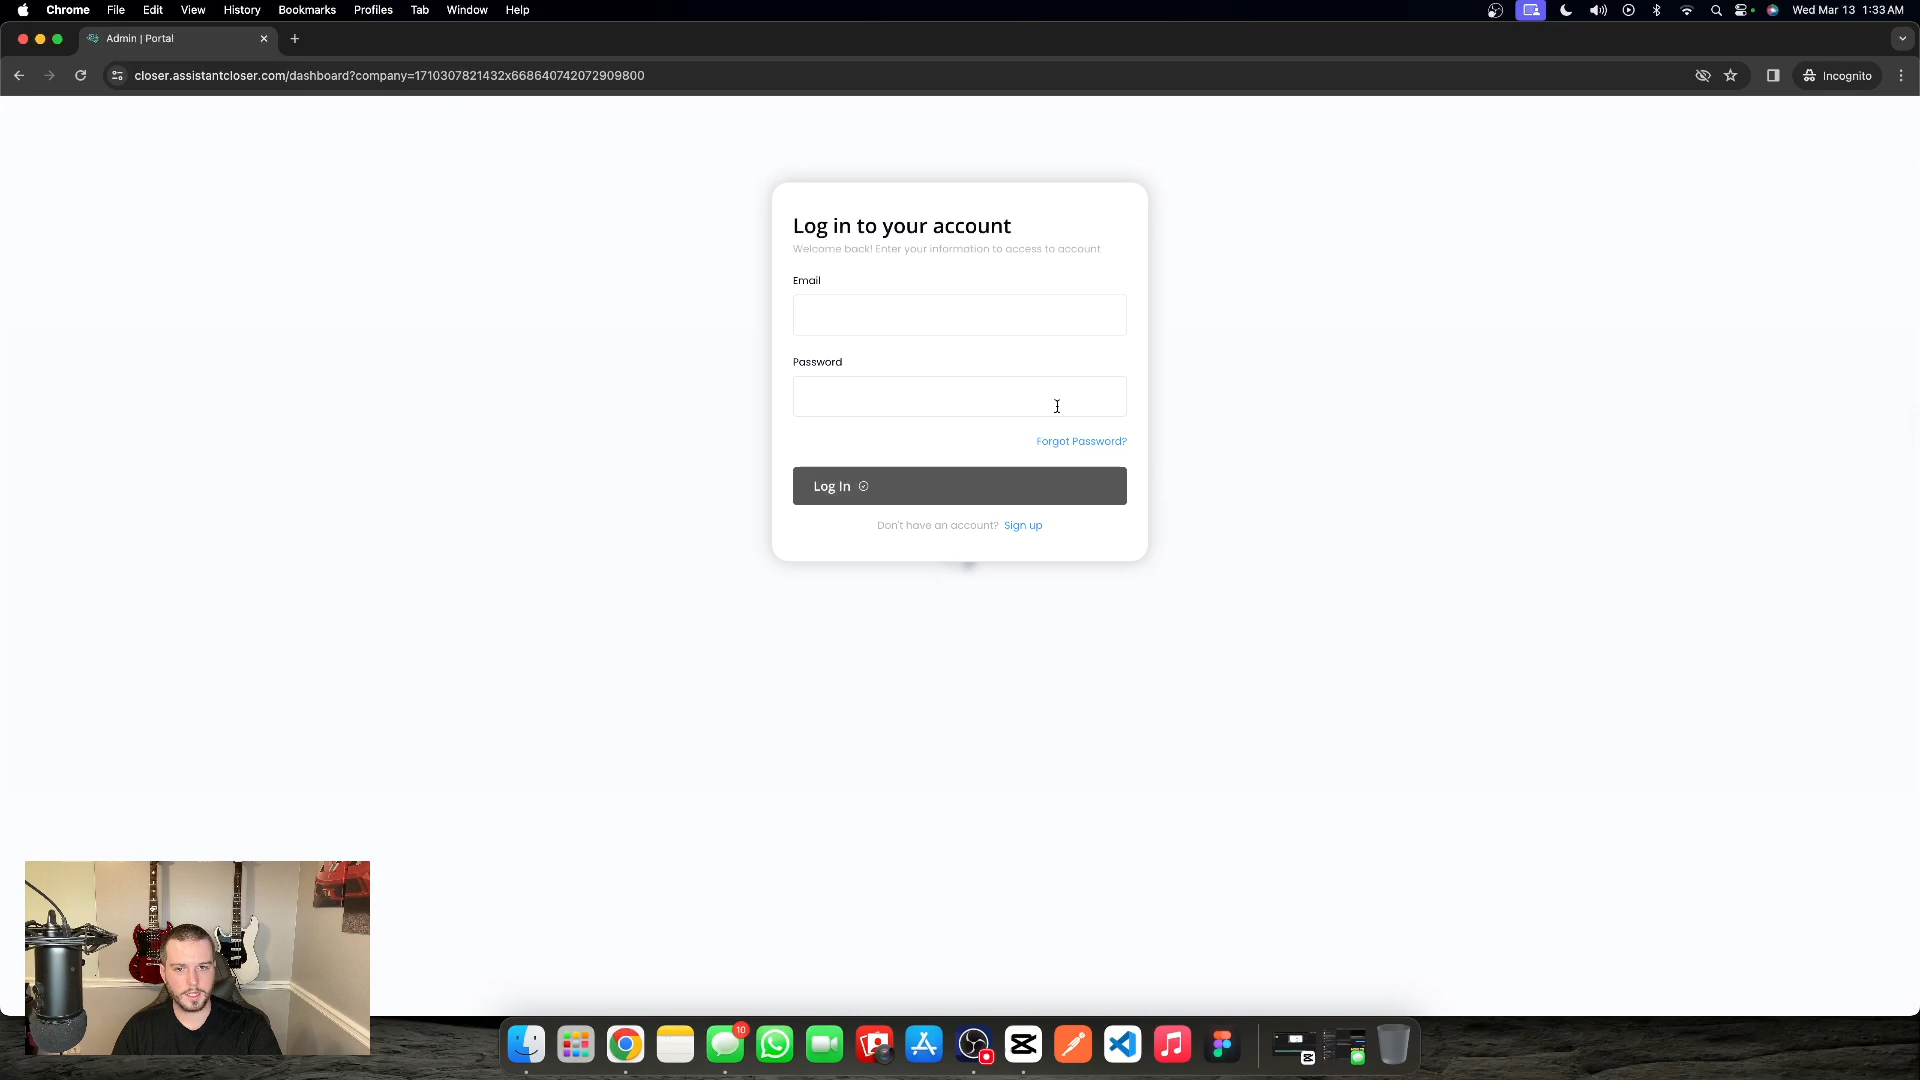 Chrome File Edit View History Bookmarks Profiles Tab Window Help
Wed Mar 13 1:33 AM
Admin | Portal
closer.assistantcloser.com/dashboard?company=1710307821432x668640742072909800
Incognito
Log in to your account
Welcome back! Enter your information to access to account
Email
Password
Forgot Password?
Log In
Don't have an account? Sign up
10